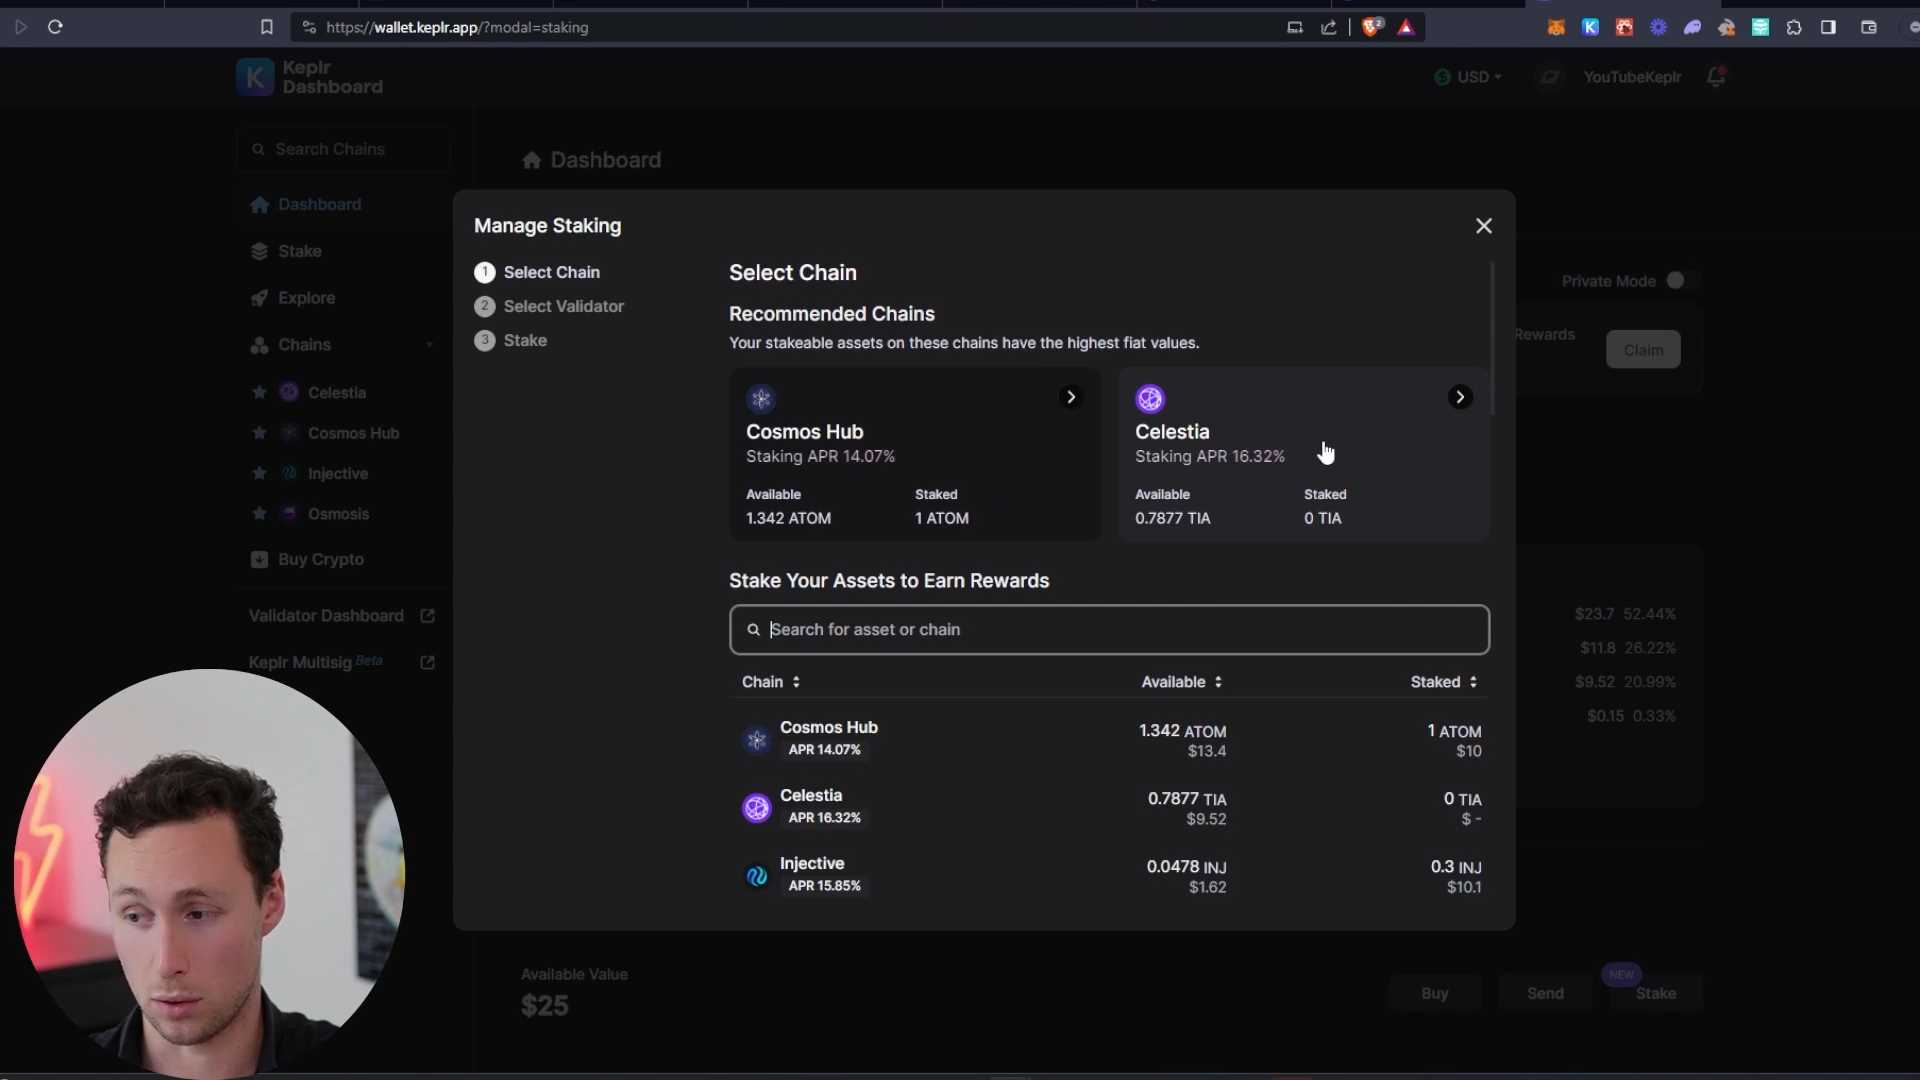 https://wallet.keplr.app/?modal=staking
2
Keplr
Dashboard
USD
YouTubeKeplr
Search Chains
Dashboard
Dashboard
Stake
Explore
Chains
Celestia
Cosmos Hub
Injective
Osmosis
Buy Crypto
Validator Dashboard
Keplr Multisig Beta
Private Mode
Rewards
Claim
Manage Staking
1 Select Chain
2 Select Validator
3 Stake
Select Chain
Recommended Chains
Your stakeable assets on these chains have the highest fiat values.
Cosmos Hub
Staking APR 14.07%
Available Staked
1.342 ATOM 1 ATOM
Celestia
Staking APR 16.32%
Available Staked
0.7877 TIA 0 TIA
Stake Your Assets to Earn Rewards
Search for asset or chain
Chain Available Staked
Cosmos Hub 1.342 ATOM 1 ATOM
APR 14.07% $13.4 $10
Celestia 0.7877 TIA 0 TIA
APR 16.32% $9.52 $ -
Injective 0.0478 INJ 0.3 INJ
APR 15.85% $1.62 $10.1
$23.7 52.44%
$11.8 26.22%
$9.52 20.99%
$0.15 0.33%
Available Value
$25
Buy
Send
NEW
Stake